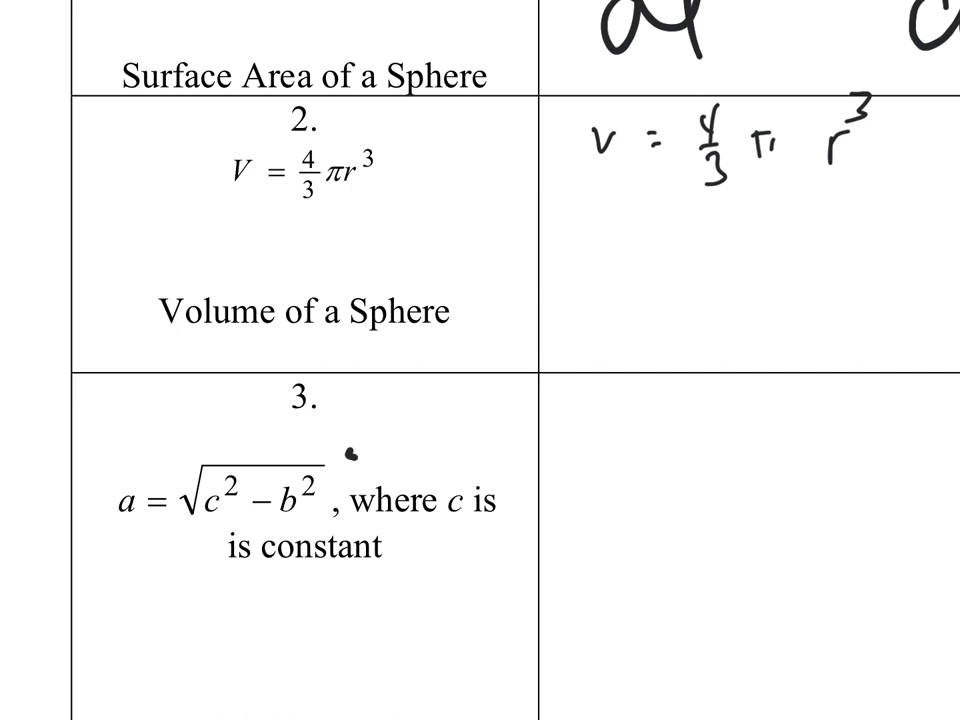 Surface Area of a Sphere
2.
V = 4/3 πr³
v = 4/3 π r³
Volume of a Sphere
3.
a = √(c² − b²) , where c is
is constant